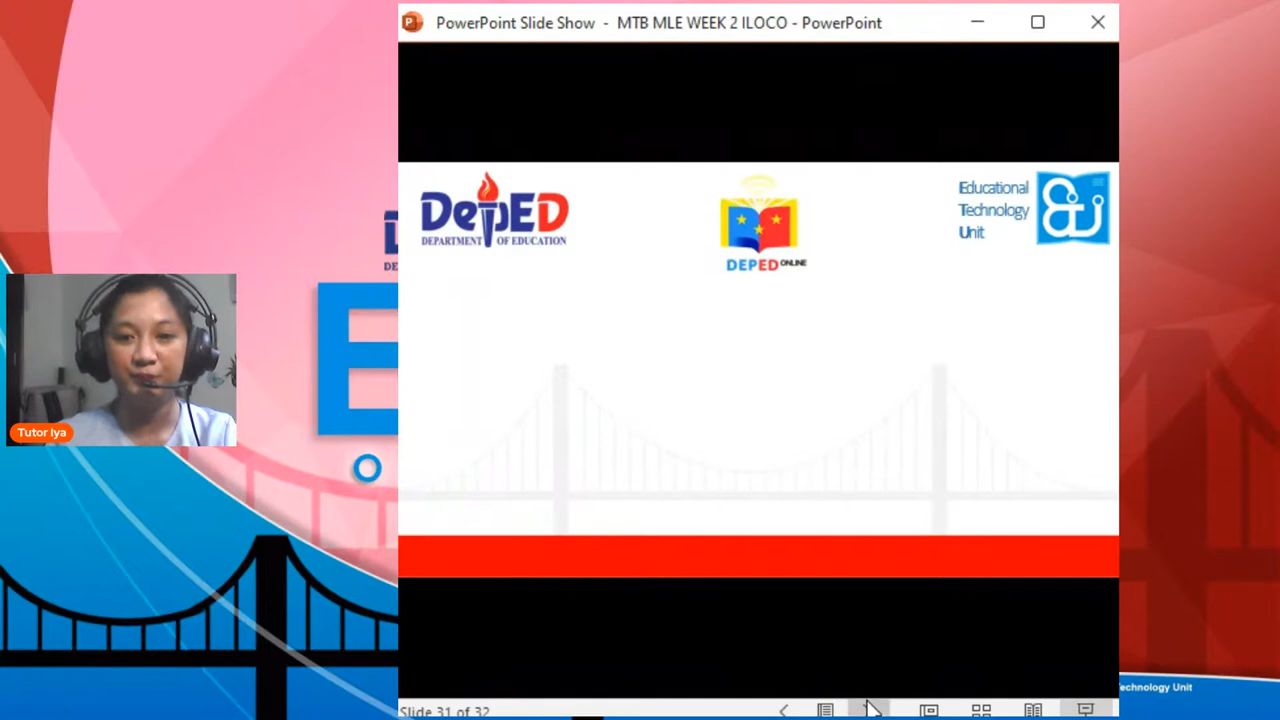 PowerPoint Slide Show - MTB MLE WEEK 2 ILOCO - PowerPoint
DepED
DEPARTMENT OF EDUCATION
DEPED ONLINE
Educational
Technology
Unit
E
Tutor Iya
Technology Unit
Slide 31 of 32